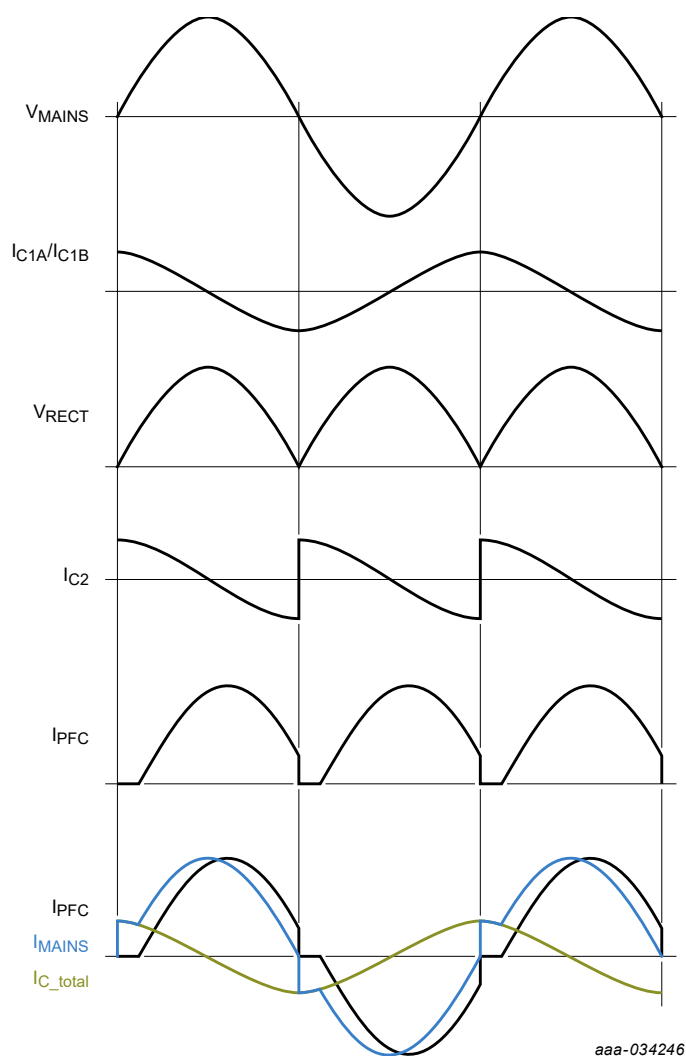 VMAINS
IC1A/IC1B
VRECT
IC2
IPFC
IPFC
IMAINS
IC_total
aaa-034246